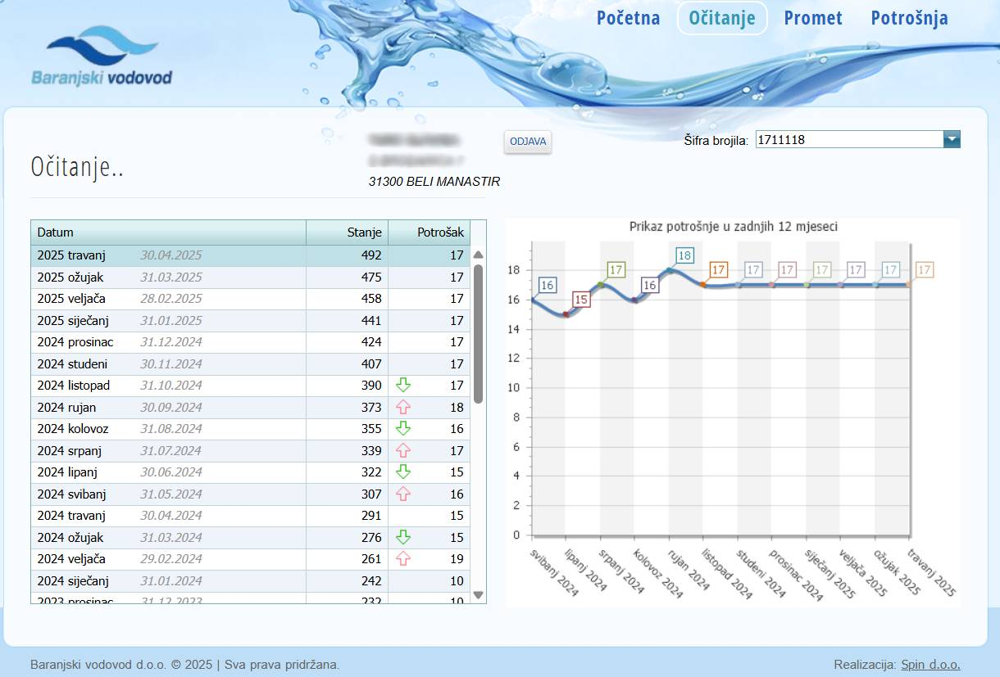 Početna Očitanje Promet Potrošnja
Baranjski vodovod
ODJAVA
Šifra brojila: 1711118
Očitanje..
31300 BELI MANASTIR
Datum Stanje Potrošak
2025 travanj 30.04.2025 492 17
2025 ožujak 31.03.2025 475 17
2025 veljača 28.02.2025 458 17
2025 siječanj 31.01.2025 441 17
2024 prosinac 31.12.2024 424 17
2024 studeni 30.11.2024 407 17
2024 listopad 31.10.2024 390 17
2024 rujan 30.09.2024 373 18
2024 kolovoz 31.08.2024 355 16
2024 srpanj 31.07.2024 339 17
2024 lipanj 30.06.2024 322 15
2024 svibanj 31.05.2024 307 16
2024 travanj 30.04.2024 291 15
2024 ožujak 31.03.2024 276 15
2024 veljača 29.02.2024 261 19
2024 siječanj 31.01.2024 242 10
2023 prosinac 31.12.2023 232 10
Prikaz potrošnje u zadnjih 12 mjeseci
16 15 17 16 18 17 17 17 17 17 17 17
18
16
14
12
10
8
6
4
2
0
svibanj 2024
lipanj 2024
srpanj 2024
kolovoz 2024
rujan 2024
listopad 2024
studeni 2024
prosinac 2024
siječanj 2025
veljača 2025
ožujak 2025
travanj 2025
Baranjski vodovod d.o.o. © 2025 | Sva prava pridržana.
Realizacija: Spin d.o.o.